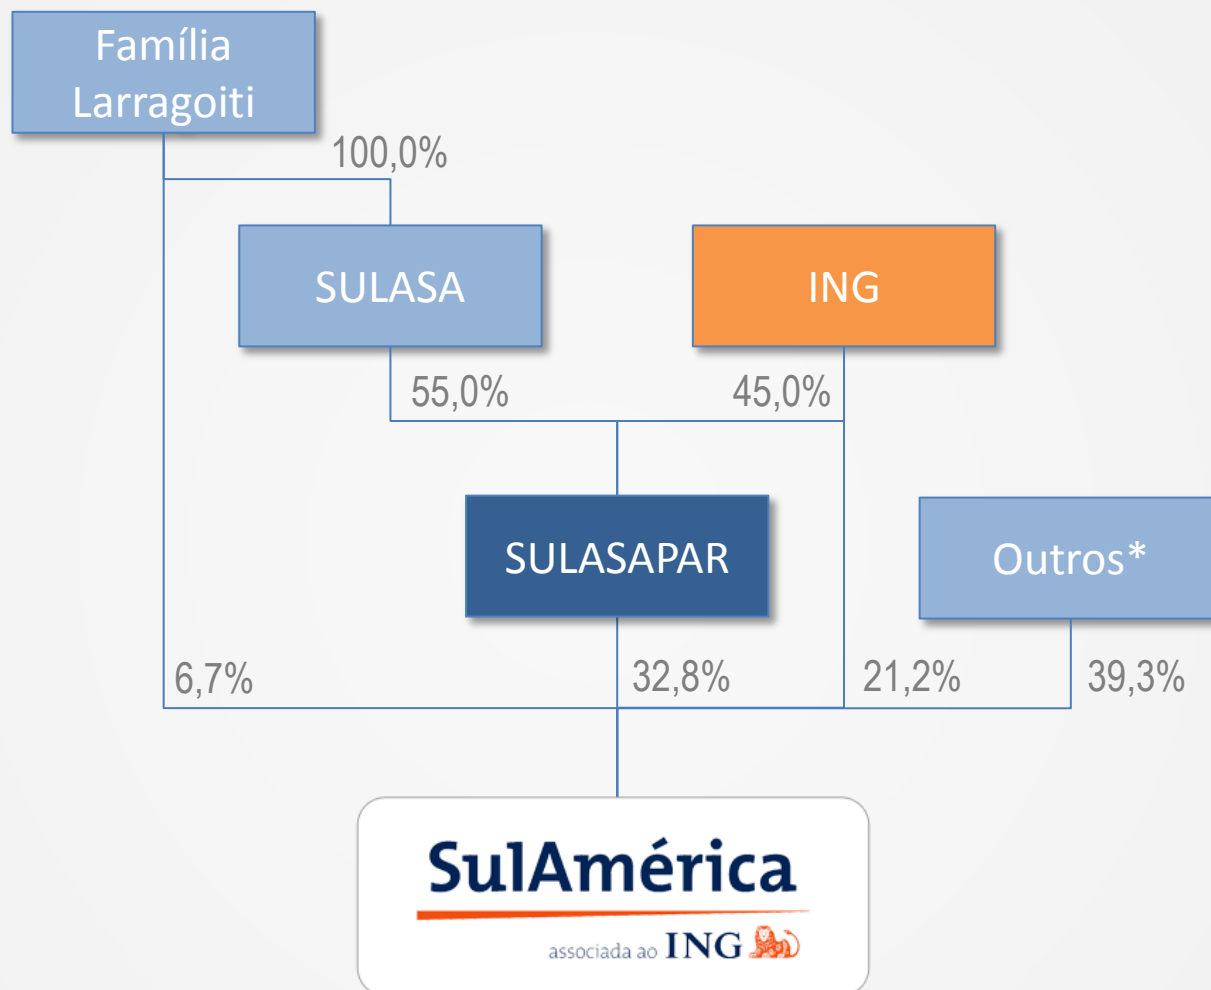 Família
Larragoiti
100,0%
SULASA
ING
55,0%
45,0%
SULASAPAR
Outros*
6,7%
32,8%
21,2%
39,3%
SulAmérica
associada ao ING